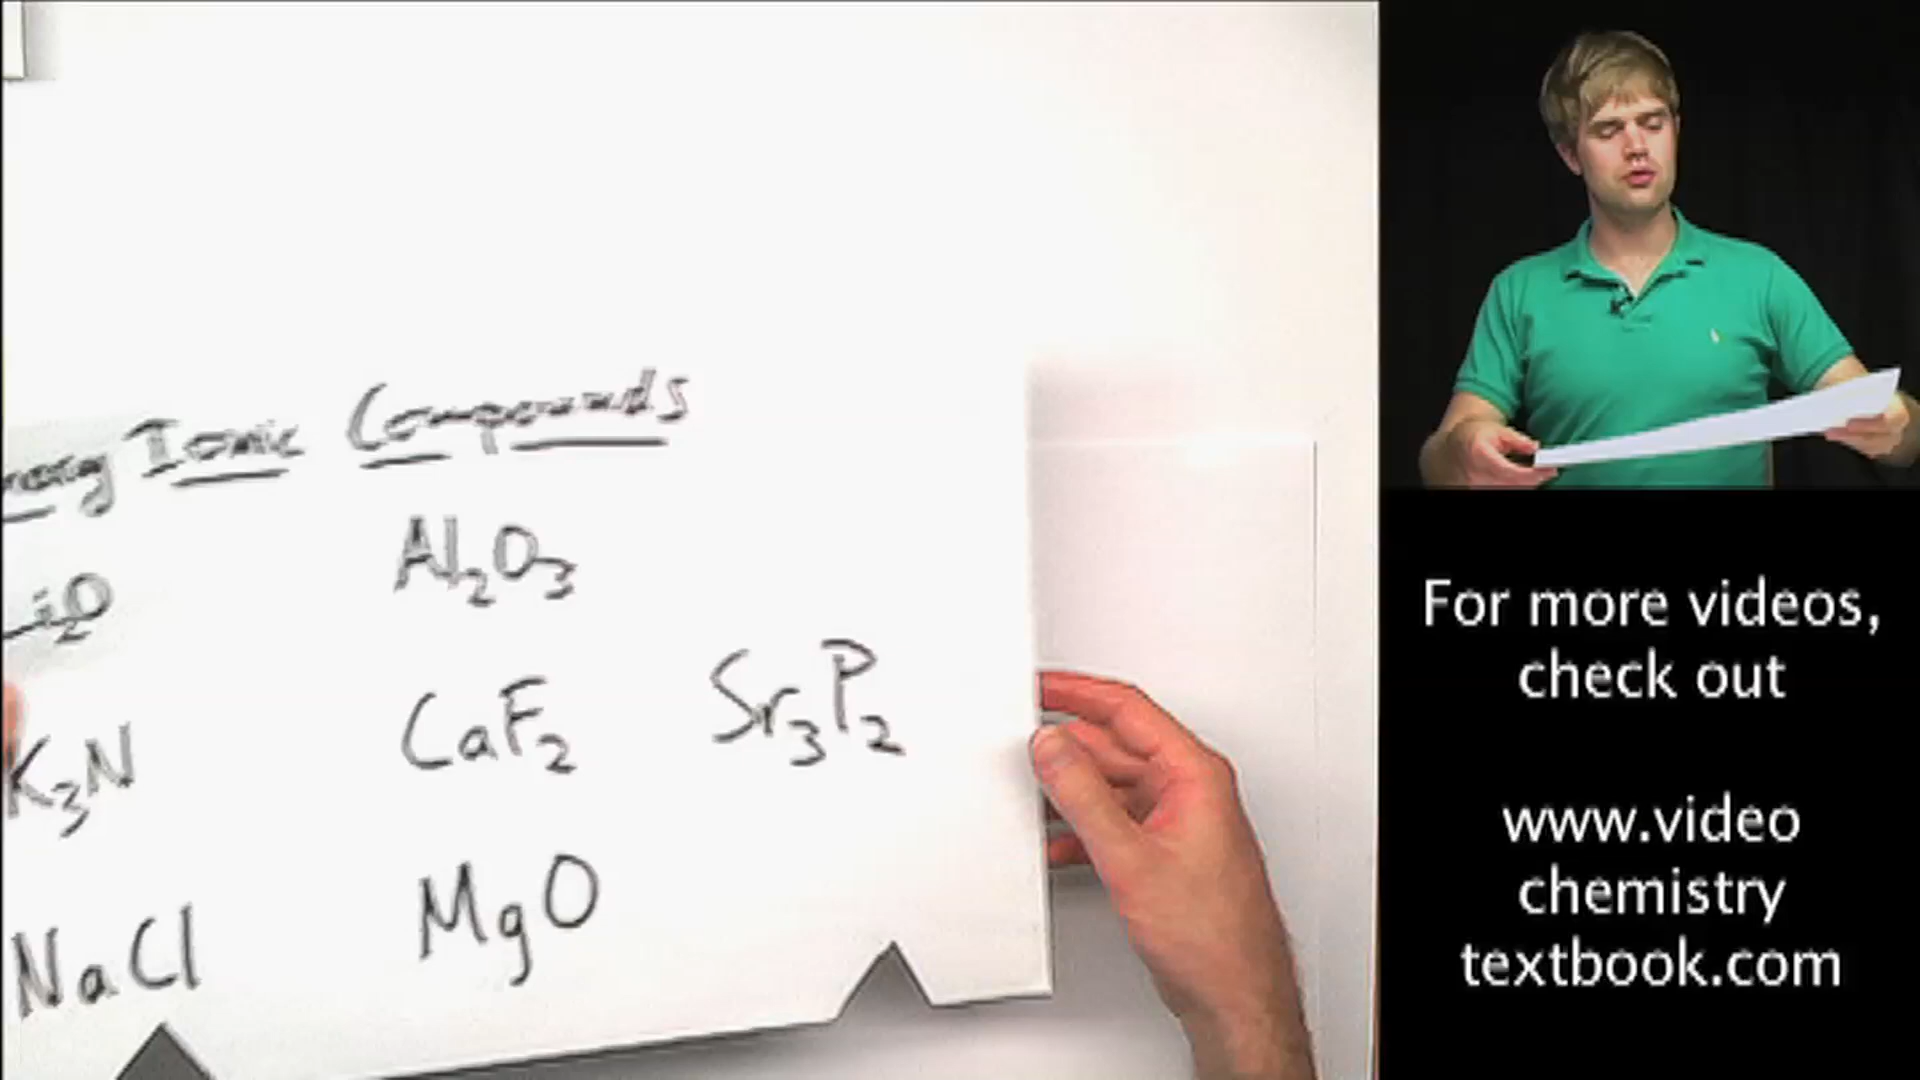 Ionic Compounds
Al₂O₃
CaF₂ Sr₃P₂
K₃N
NaCl MgO
For more videos,
check out
www.video
chemistry
textbook.com